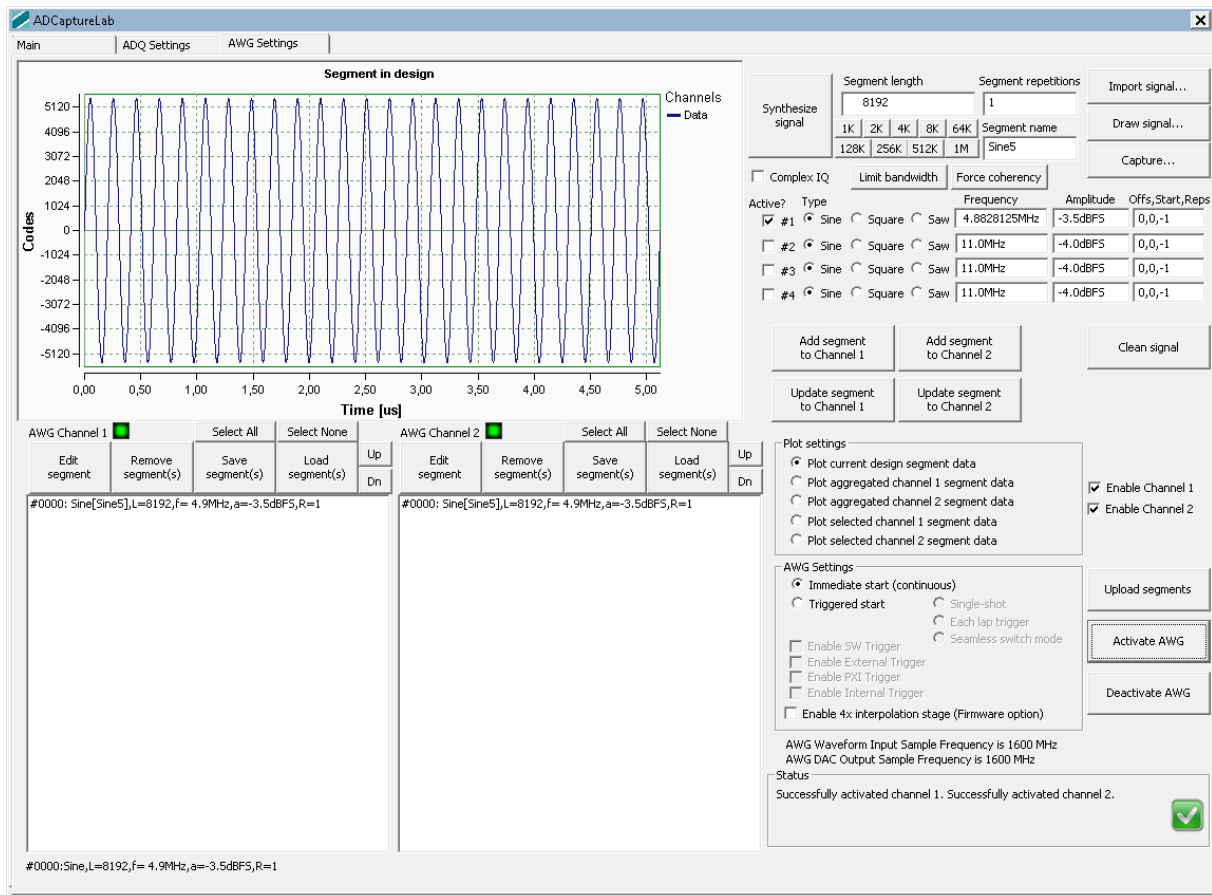 ADCaptureLab
Main
ADQ Settings
AWG Settings
Segment in design
Channels
Data
5120
4096
3072
2048
1024
0
-1024
-2048
-3072
-4096
-5120
Codes
0,00 0,50 1,00 1,50 2,00 2,50 3,00 3,50 4,00 4,50 5,00
Time [us]
Synthesize
signal
Segment length
8192
Segment repetitions
1
1K 2K 4K 8K 64K
128K 256K 512K 1M
Segment name
Sine5
Import signal...
Draw signal...
Capture...
Complex IQ
Limit bandwidth
Force coherency
Active? Type Frequency Amplitude Offs,Start,Reps
#1 Sine Square Saw 4.8828125MHz -3.5dBFS 0,0,-1
#2 Sine Square Saw 11.0MHz -4.0dBFS 0,0,-1
#3 Sine Square Saw 11.0MHz -4.0dBFS 0,0,-1
#4 Sine Square Saw 11.0MHz -4.0dBFS 0,0,-1
Add segment
to Channel 1
Add segment
to Channel 2
Clean signal
Update segment
to Channel 1
Update segment
to Channel 2
AWG Channel 1
Select All
Select None
Edit
segment
Remove
segment(s)
Save
segment(s)
Load
segment(s)
Up
Dn
#0000: Sine[Sine5],L=8192,f= 4.9MHz,a=-3.5dBFS,R=1
AWG Channel 2
Select All
Select None
Edit
segment
Remove
segment(s)
Save
segment(s)
Load
segment(s)
Up
Dn
#0000: Sine[Sine5],L=8192,f= 4.9MHz,a=-3.5dBFS,R=1
Plot settings
Plot current design segment data
Plot aggregated channel 1 segment data
Plot aggregated channel 2 segment data
Plot selected channel 1 segment data
Plot selected channel 2 segment data
Enable Channel 1
Enable Channel 2
AWG Settings
Immediate start (continuous)
Triggered start
Single-shot
Each lap trigger
Seamless switch mode
Enable SW Trigger
Enable External Trigger
Enable PXI Trigger
Enable Internal Trigger
Enable 4x interpolation stage (Firmware option)
Upload segments
Activate AWG
Deactivate AWG
AWG Waveform Input Sample Frequency is 1600 MHz
AWG DAC Output Sample Frequency is 1600 MHz
Status
Successfully activated channel 1. Successfully activated channel 2.
#0000:Sine,L=8192,f= 4.9MHz,a=-3.5dBFS,R=1